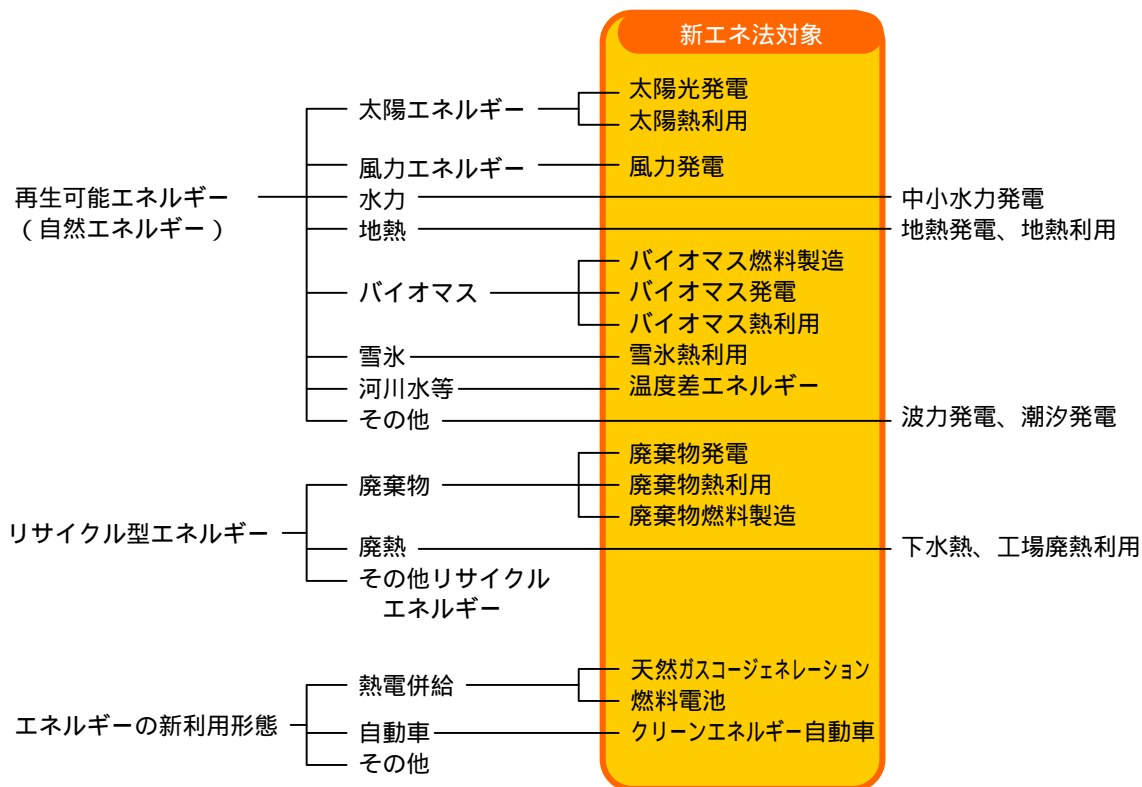 新エネ法対象
太陽光発電
太陽エネルギー
太陽熱利用
風力エネルギー 風力発電
再生可能エネルギー
(自然エネルギー)
水力 中小水力発電
地熱 地熱発電、地熱利用
バイオマス燃料製造
バイオマス バイオマス発電
バイオマス熱利用
雪氷 雪氷熱利用
河川水等 温度差エネルギー
その他 波力発電、潮汐発電
廃棄物発電
廃棄物 廃棄物熱利用
廃棄物燃料製造
リサイクル型エネルギー
廃熱 下水熱、工場廃熱利用
その他リサイクル
エネルギー
天然ガスコージェネレーション
熱電併給
燃料電池
エネルギーの新利用形態
自動車 クリーンエネルギー自動車
その他